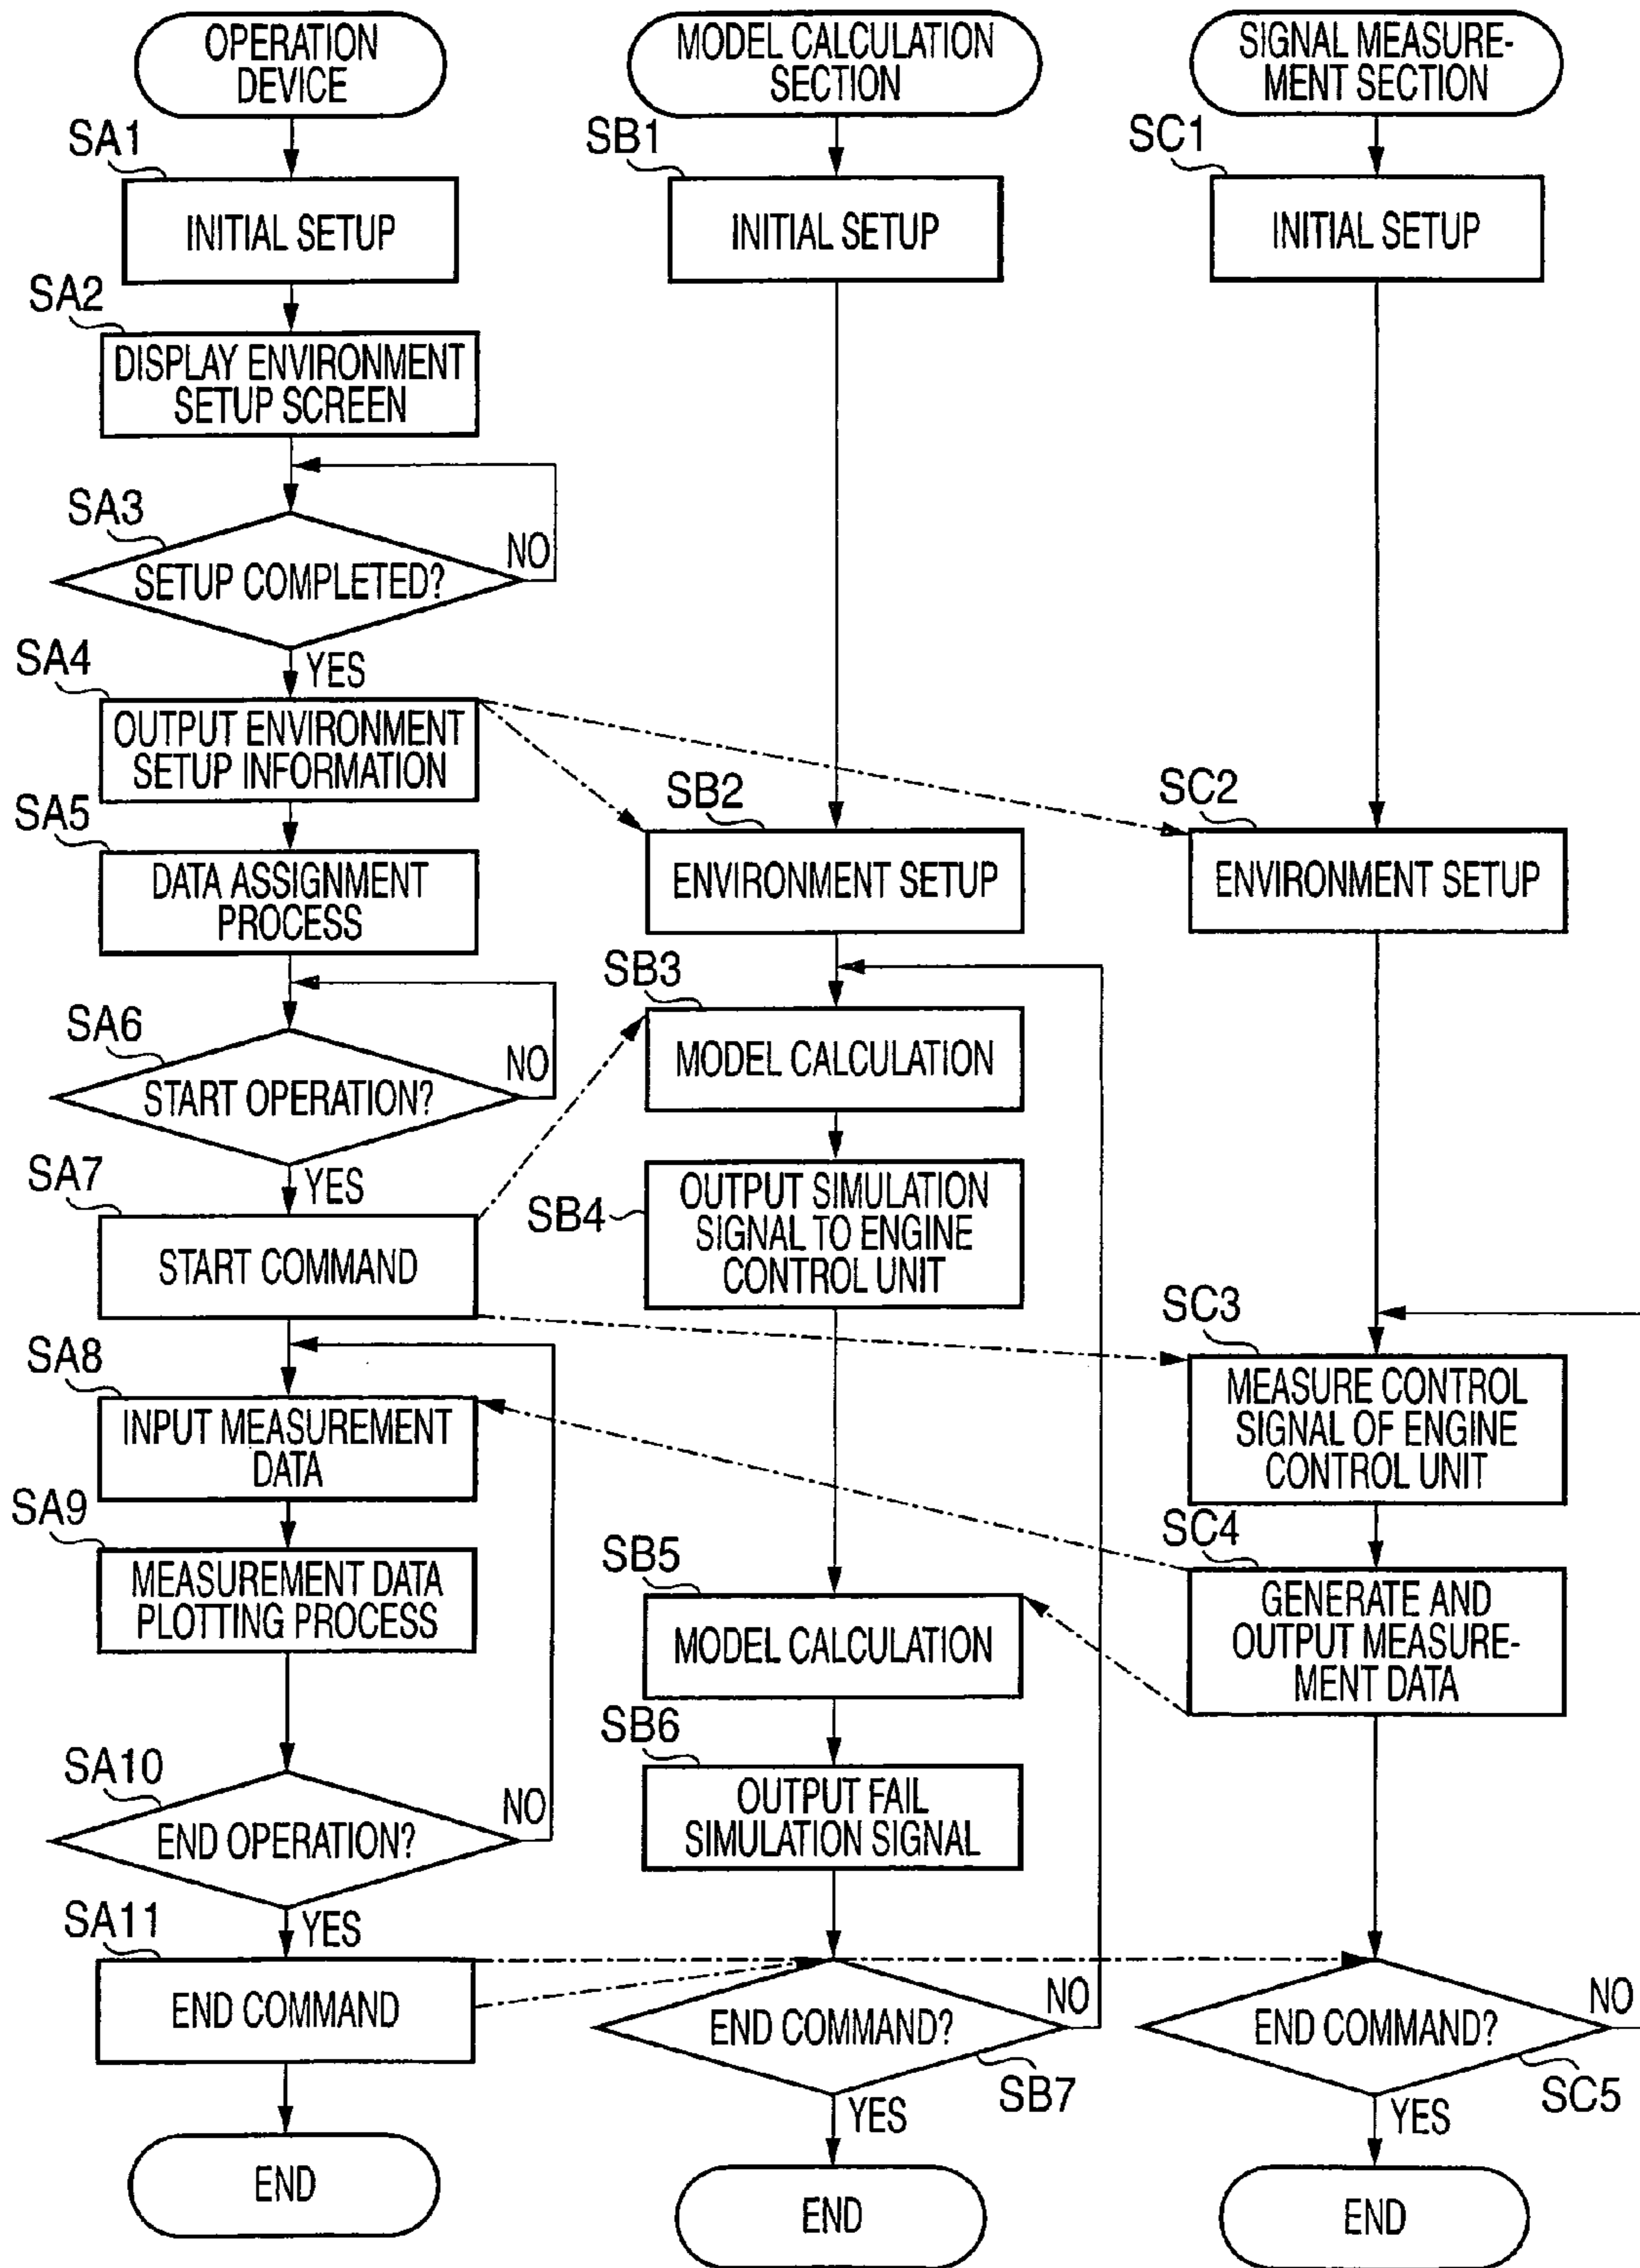 OPERATION
DEVICE
SA1
INITIAL SETUP
SA2
DISPLAY ENVIRONMENT
SETUP SCREEN
SA3
SETUP COMPLETED?
NO
YES
SA4
OUTPUT ENVIRONMENT
SETUP INFORMATION
SA5
DATA ASSIGNMENT
PROCESS
SA6
START OPERATION?
NO
YES
SA7
START COMMAND
SA8
INPUT MEASUREMENT
DATA
SA9
MEASUREMENT DATA
PLOTTING PROCESS
SA10
END OPERATION?
NO
YES
SA11
END COMMAND
END
MODEL CALCULATION
SECTION
SB1
INITIAL SETUP
SB2
ENVIRONMENT SETUP
SB3
MODEL CALCULATION
SB4
OUTPUT SIMULATION
SIGNAL TO ENGINE
CONTROL UNIT
SB5
MODEL CALCULATION
SB6
OUTPUT FAIL
SIMULATION SIGNAL
END COMMAND?
NO
SB7
YES
END
SIGNAL MEASURE-
MENT SECTION
SC1
INITIAL SETUP
SC2
ENVIRONMENT SETUP
SC3
MEASURE CONTROL
SIGNAL OF ENGINE
CONTROL UNIT
SC4
GENERATE AND
OUTPUT MEASURE-
MENT DATA
END COMMAND?
NO
SC5
YES
END